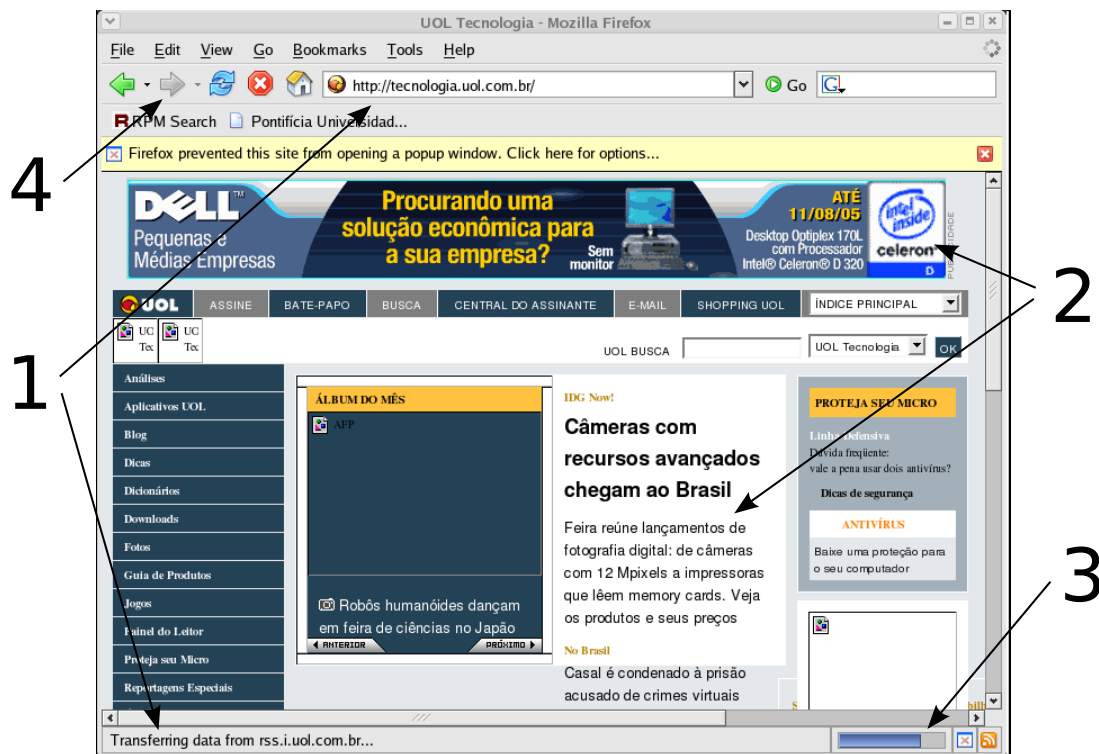 UOL Tecnologia - Mozilla Firefox
File Edit View Go Bookmarks Tools Help
http://tecnologia.uol.com.br/
Go
G
RPM Search Pontifícia Universidad...
Firefox prevented this site from opening a popup window. Click here for options...
4
DELL™
Pequenas e
Médias Empresas
Procurando uma
solução econômica para
a sua empresa?
Sem
monitor
ATÉ
11/08/05
Desktop Optiplex 170L
com Processador
Intel® Celeron® D 320
intel
inside
celeron
D
PUBLICIDADE
2
UOL ASSINE BATE-PAPO BUSCA CENTRAL DO ASSINANTE E-MAIL SHOPPING UOL ÍNDICE PRINCIPAL
UC
Tex
UC
Tex
UOL BUSCA
UOL Tecnologia
OK
1
Análises
Aplicativos UOL
Blog
Dicas
Dicionários
Downloads
Fotos
Guia de Produtos
Jogos
Painel do Leitor
Proteja seu Micro
Reportagens Especiais
ÁLBUM DO MÊS
AFP
Robôs humanóides dançam
em feira de ciências no Japão
ANTERIOR
PRÓXIMO
IDG Now!
Câmeras com
recursos avançados
chegam ao Brasil
Feira reúne lançamentos de
fotografia digital: de câmeras
com 12 Mpixels a impressoras
que lêem memory cards. Veja
os produtos e seus preços
No Brasil
Casal é condenado à prisão
acusado de crimes virtuais
PROTEJA SEU MICRO
Linha Defensiva
Dúvida freqüente:
vale a pena usar dois antivírus?
Dicas de segurança
ANTIVÍRUS
Baixe uma proteção para
o seu computador
3
Transferring data from rss.i.uol.com.br...